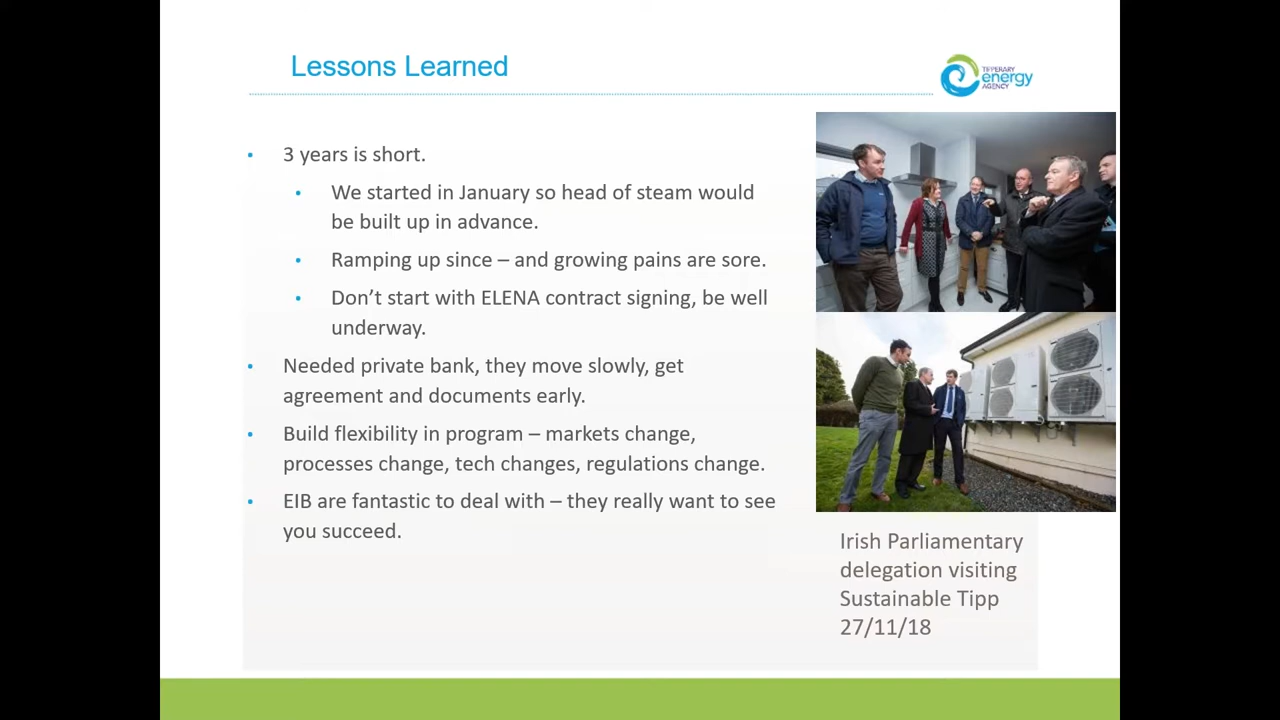 Lessons Learned
TIPPERARY
energy
AGENCY
• 3 years is short.
• We started in January so head of steam would
be built up in advance.
• Ramping up since – and growing pains are sore.
• Don’t start with ELENA contract signing, be well
underway.
• Needed private bank, they move slowly, get
agreement and documents early.
• Build flexibility in program – markets change,
processes change, tech changes, regulations change.
• EIB are fantastic to deal with – they really want to see
you succeed.
Irish Parliamentary
delegation visiting
Sustainable Tipp
27/11/18